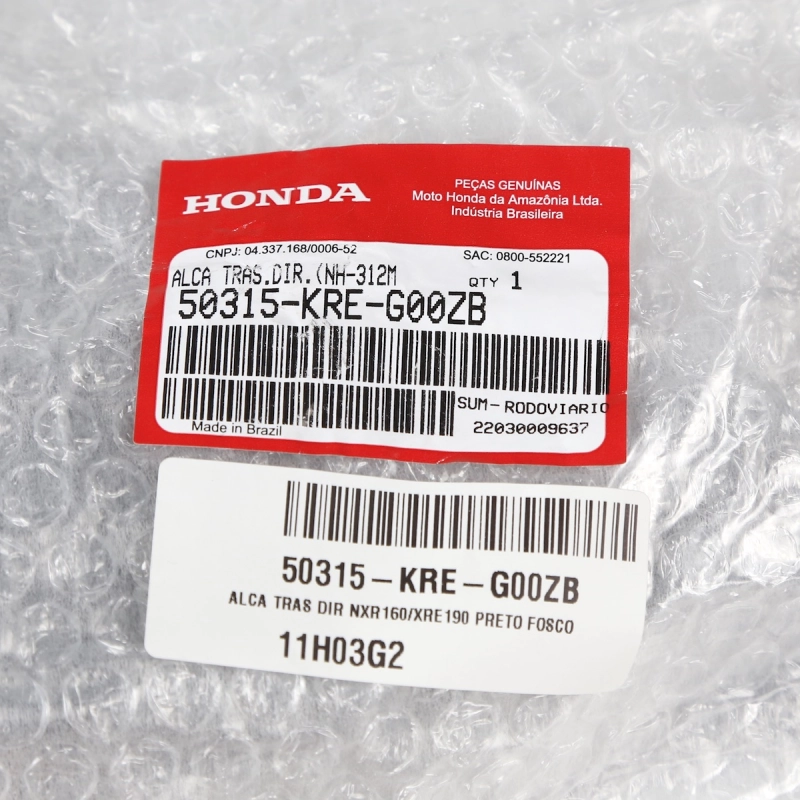 HONDA
PEÇAS GENUÍNAS
Moto Honda da Amazônia Ltda.
Indústria Brasileira
CNPJ: 04.337.168/0006-52
SAC: 0800-552221
ALCA TRAS.DIR.(NH-312M
QTY 1
50315-KRE-G00ZB
SUM-RODOVIARIO
Made in Brazil
22030009637
50315-KRE-G00ZB
ALCA TRAS DIR NXR160/XRE190 PRETO FOSCO
11H03G2